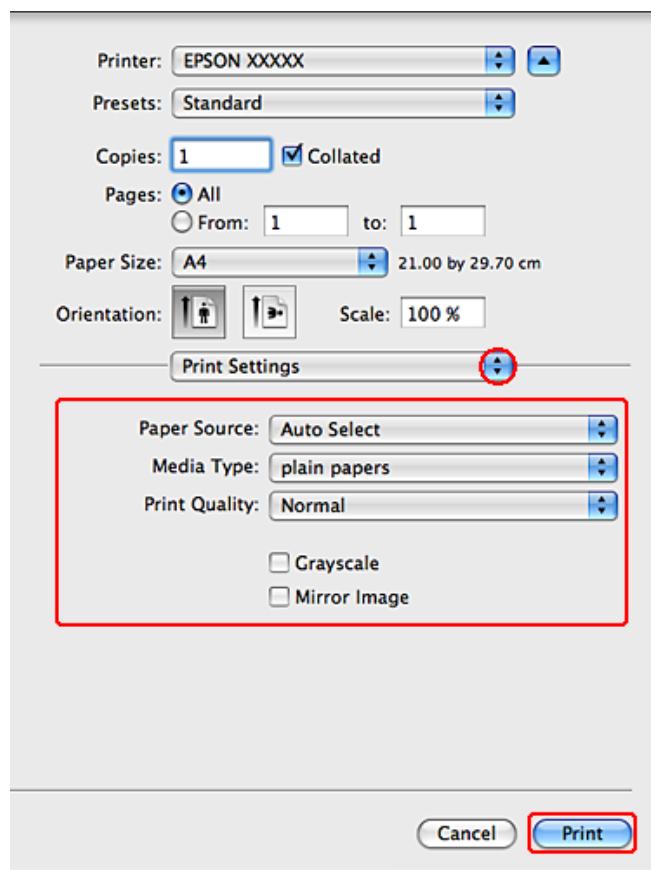 Printer: EPSON XXXXX
Presets: Standard
Copies: 1 Collated
Pages: All
From: 1 to: 1
Paper Size: A4 21.00 by 29.70 cm
Orientation: Scale: 100 %
Print Settings
Paper Source: Auto Select
Media Type: plain papers
Print Quality: Normal
Grayscale
Mirror Image
Cancel Print